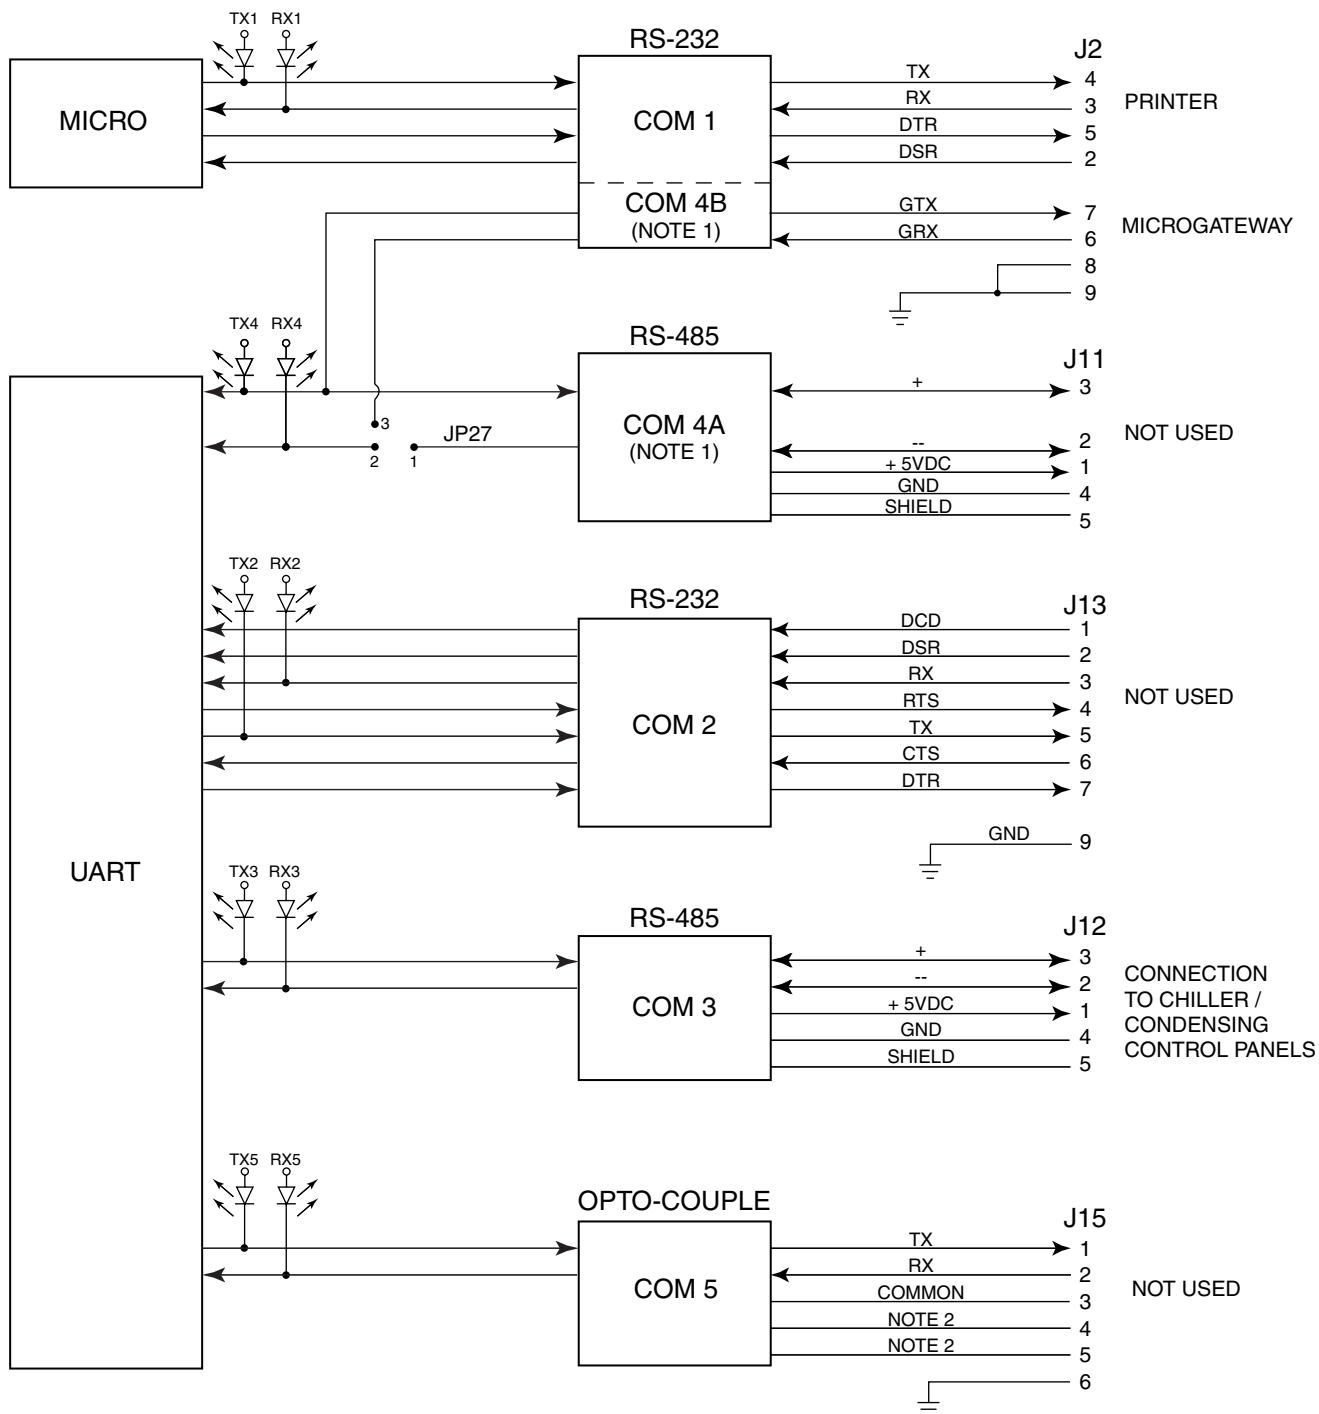 TX1 RX1
RS-232
J2
MICRO
COM 1
TX
4
RX
3
DTR
5
DSR
2
PRINTER
COM 4B
(NOTE 1)
GTX
7
GRX
6
MICROGATEWAY
8
9
TX4 RX4
RS-485
J11
COM 4A
(NOTE 1)
+
3
--
2
+ 5VDC
1
GND
4
SHIELD
5
NOT USED
3
JP27
2
1
TX2 RX2
RS-232
J13
COM 2
DCD
1
DSR
2
RX
3
RTS
4
TX
5
CTS
6
DTR
7
NOT USED
GND
9
UART
TX3 RX3
RS-485
J12
COM 3
+
3
--
2
+ 5VDC
1
GND
4
SHIELD
5
CONNECTION
TO CHILLER /
CONDENSING
CONTROL PANELS
TX5 RX5
OPTO-COUPLE
J15
COM 5
TX
1
RX
2
COMMON
3
NOTE 2
4
NOTE 2
5
6
NOT USED